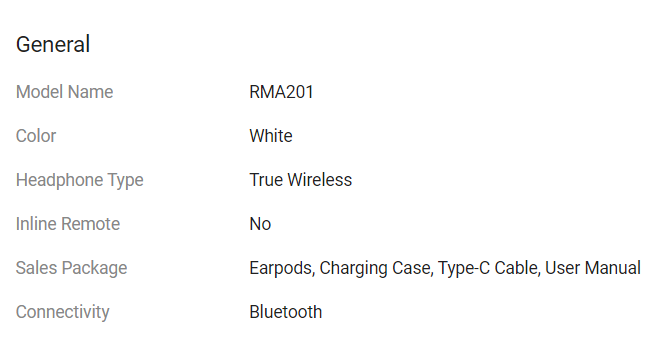 General
Model Name RMA201
Color White
Headphone Type True Wireless
Inline Remote No
Sales Package Earpods, Charging Case, Type-C Cable, User Manual
Connectivity Bluetooth